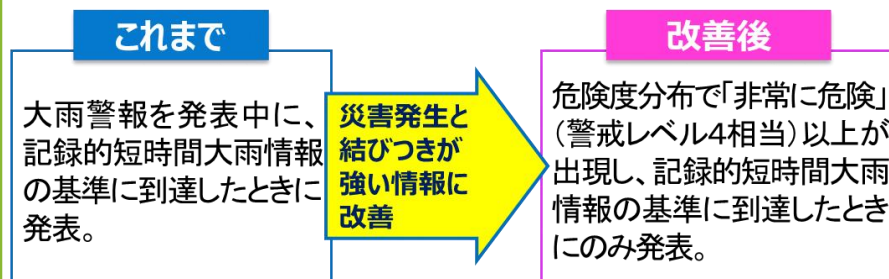 これまで
大雨警報を発表中に、
記録的短時間大雨情報
の基準に到達したときに
発表。
災害発生と
結びつきが
強い情報に
改善
改善後
危険度分布で「非常に危険」
（警戒レベル4相当）以上が
出現し、記録的短時間大雨
情報の基準に到達したとき
にのみ発表。